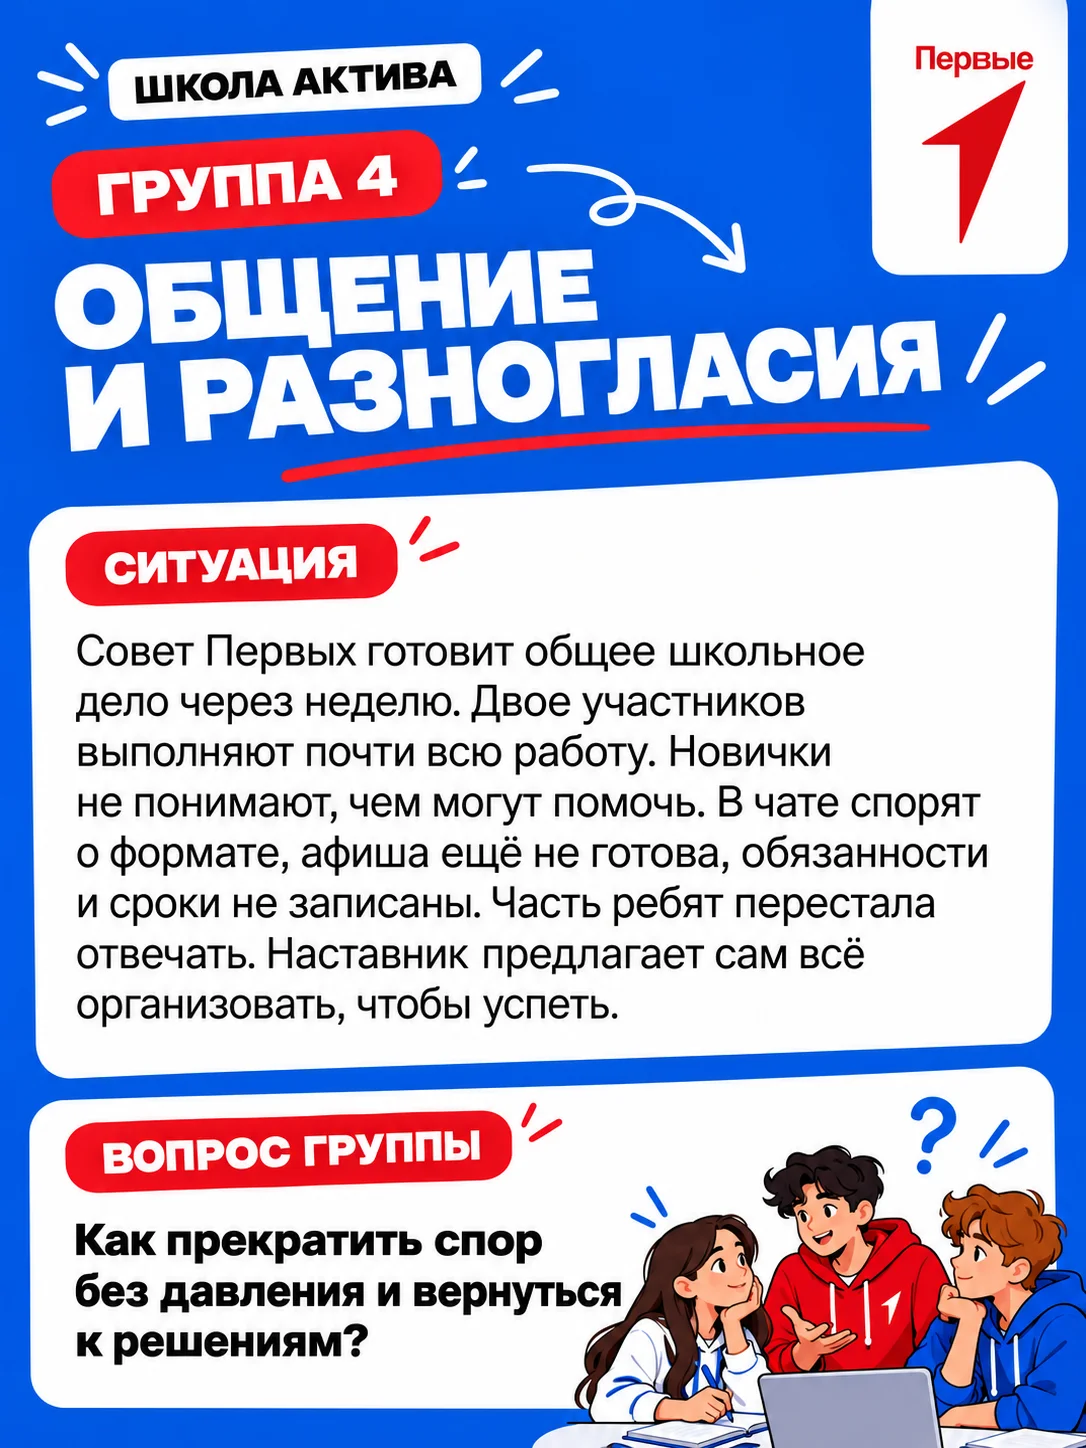 ШКОЛА АКТИВА
Первые
ГРУППА 4
ОБЩЕНИЕ
И РАЗНОГЛАСИЯ
СИТУАЦИЯ
Совет Первых готовит общее школьное
дело через неделю. Двое участников
выполняют почти всю работу. Новички
не понимают, чем могут помочь. В чате спорят
о формате, афиша ещё не готова, обязанности
и сроки не записаны. Часть ребят перестала
отвечать. Наставник предлагает сам всё
организовать, чтобы успеть.
ВОПРОС ГРУППЫ
?
Как прекратить спор
без давления и вернуться
к решениям?